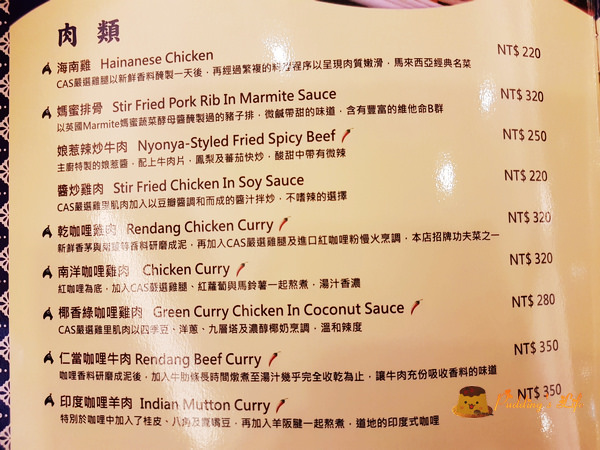 肉 類
海南雞 Hainanese Chicken NT$ 220
CAS嚴選雞腿以新鮮香料醃製一天後,再經過繁複的料理程序以呈現肉質嫩滑,馬來西亞經典名菜
媽蜜排骨 Stir Fried Pork Rib In Marmite Sauce NT$ 320
以英國Marmite媽蜜蔬菜酵母醬醃製過的豬子排,微鹹帶甜的味道,含有豐富的維他命B群
娘惹辣炒牛肉 Nyonya-Styled Fried Spicy Beef NT$ 250
主廚特製的娘惹醬,配上牛肉片,鳳梨及蕃茄快炒,酸甜中帶有微辣
醬炒雞肉 Stir Fried Chicken In Soy Sauce NT$ 220
CAS嚴選雞里肌肉加入以豆瓣醬調和而成的醬汁拌炒,不嗜辣的選擇
乾咖哩雞肉 Rendang Chicken Curry NT$ 320
新鮮香茅與南薑等香料研磨成泥,再加入CAS嚴選雞腿及進口紅咖哩粉慢火烹調,本店招牌功夫菜之一
南洋咖哩雞肉 Chicken Curry NT$ 320
紅咖哩為底,加入CAS嚴選雞腿、紅蘿蔔與馬鈴薯一起熬煮,湯汁香濃
椰香綠咖哩雞肉 Green Curry Chicken In Coconut Sauce NT$ 280
CAS嚴選雞里肌肉以四季豆、洋蔥、九層塔及濃醇椰奶烹調,溫和辣度
仁當咖哩牛肉 Rendang Beef Curry NT$ 350
咖哩香料研磨成泥後,加入牛肋條長時間燉煮至湯汁幾乎完全收乾為止,讓牛肉充份吸收香料的味道
印度咖哩羊肉 Indian Mutton Curry NT$ 350
特別於咖哩中加入了桂皮、八角及鷹嘴豆,再加入羊腱一起熬煮,道地的印度式咖哩
Pudding's Life